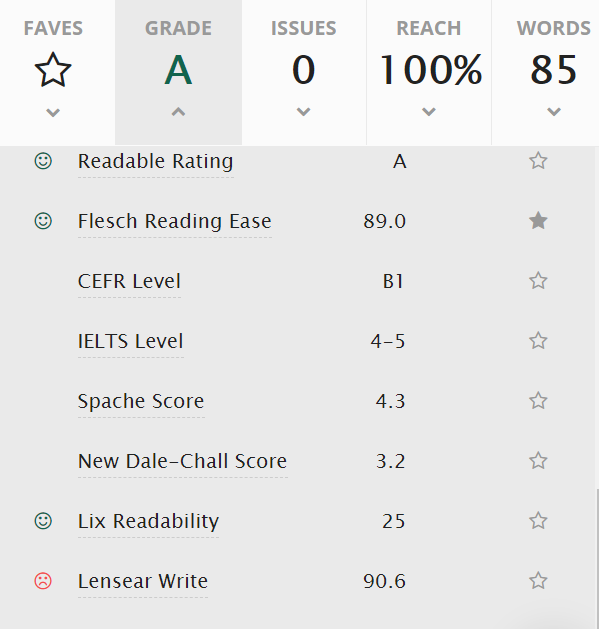 FAVES GRADE ISSUES REACH WORDS
A 0 100% 85
Readable Rating A
Flesch Reading Ease 89.0
CEFR Level B1
IELTS Level 4-5
Spache Score 4.3
New Dale-Chall Score 3.2
Lix Readability 25
Lensear Write 90.6